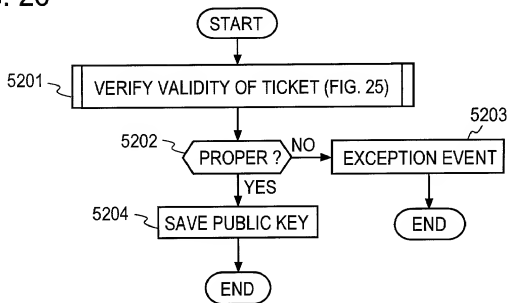 START
5201
VERIFY VALIDITY OF TICKET (FIG. 25)
5202
PROPER ?
NO
5203
EXCEPTION EVENT
YES
END
5204
SAVE PUBLIC KEY
END